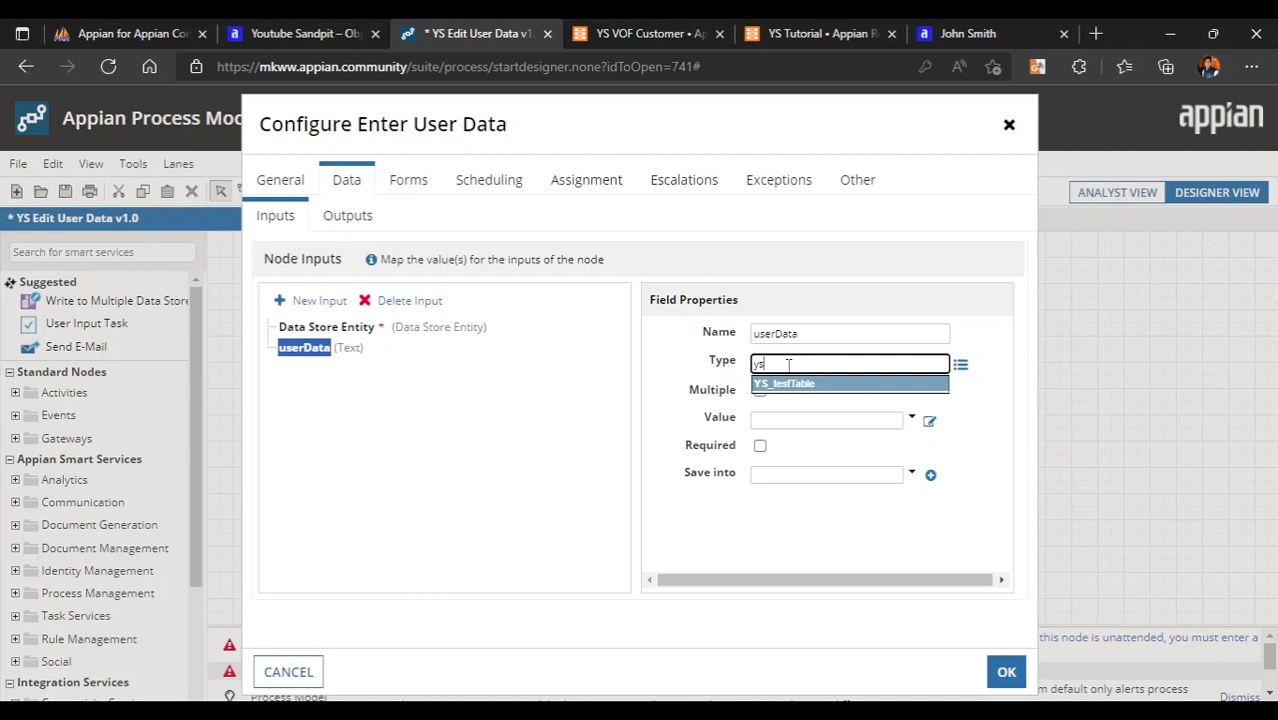 Appian for Appian Co
Youtube Sandpit – Ob
* YS Edit User Data v1.0
YS VOF Customer • Ap
YS Tutorial • Appian R
John Smith
https://mkww.appian.community/suite/process/startdesigner.none?idToOpen=741#
Appian Process Mo
Configure Enter User Data
appian
File Edit View Tools Lanes
General Data Forms Scheduling Assignment Escalations Exceptions Other
ANALYST VIEW DESIGNER VIEW
* YS Edit User Data v1.0
Inputs Outputs
Search for smart services
Node Inputs Map the value(s) for the inputs of the node
Suggested
Write to Multiple Data Store
User Input Task
Send E-Mail
Standard Nodes
Activities
Events
Gateways
Appian Smart Services
Analytics
Communication
Document Generation
Document Management
Identity Management
Process Management
Task Services
Rule Management
Social
Integration Services
New Input Delete Input
Data Store Entity * (Data Store Entity)
userData (Text)
Field Properties
Name userData
Type ys
YS_testTable
Multiple
Value
Required
Save into
CANCEL OK
this node is unattended, you must enter a
m default only alerts process
Process Model
Dismiss